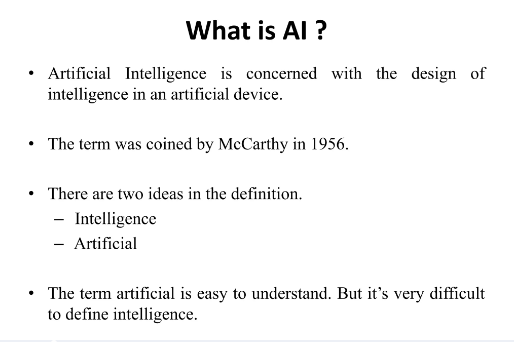 What is AI ?
• Artificial Intelligence is concerned with the design of
intelligence in an artificial device.
• The term was coined by McCarthy in 1956.
• There are two ideas in the definition.
– Intelligence
– Artificial
• The term artificial is easy to understand. But it’s very difficult
to define intelligence.